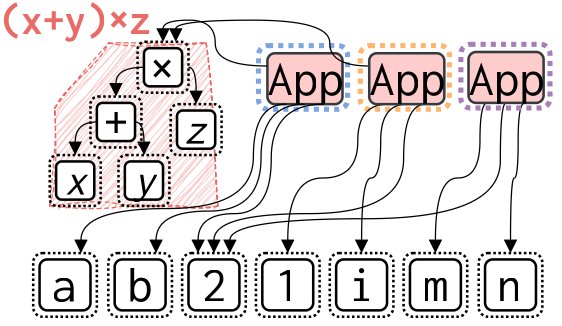 (x+y)×z
× App App App
+ z
x y
a b 2 1 i m n